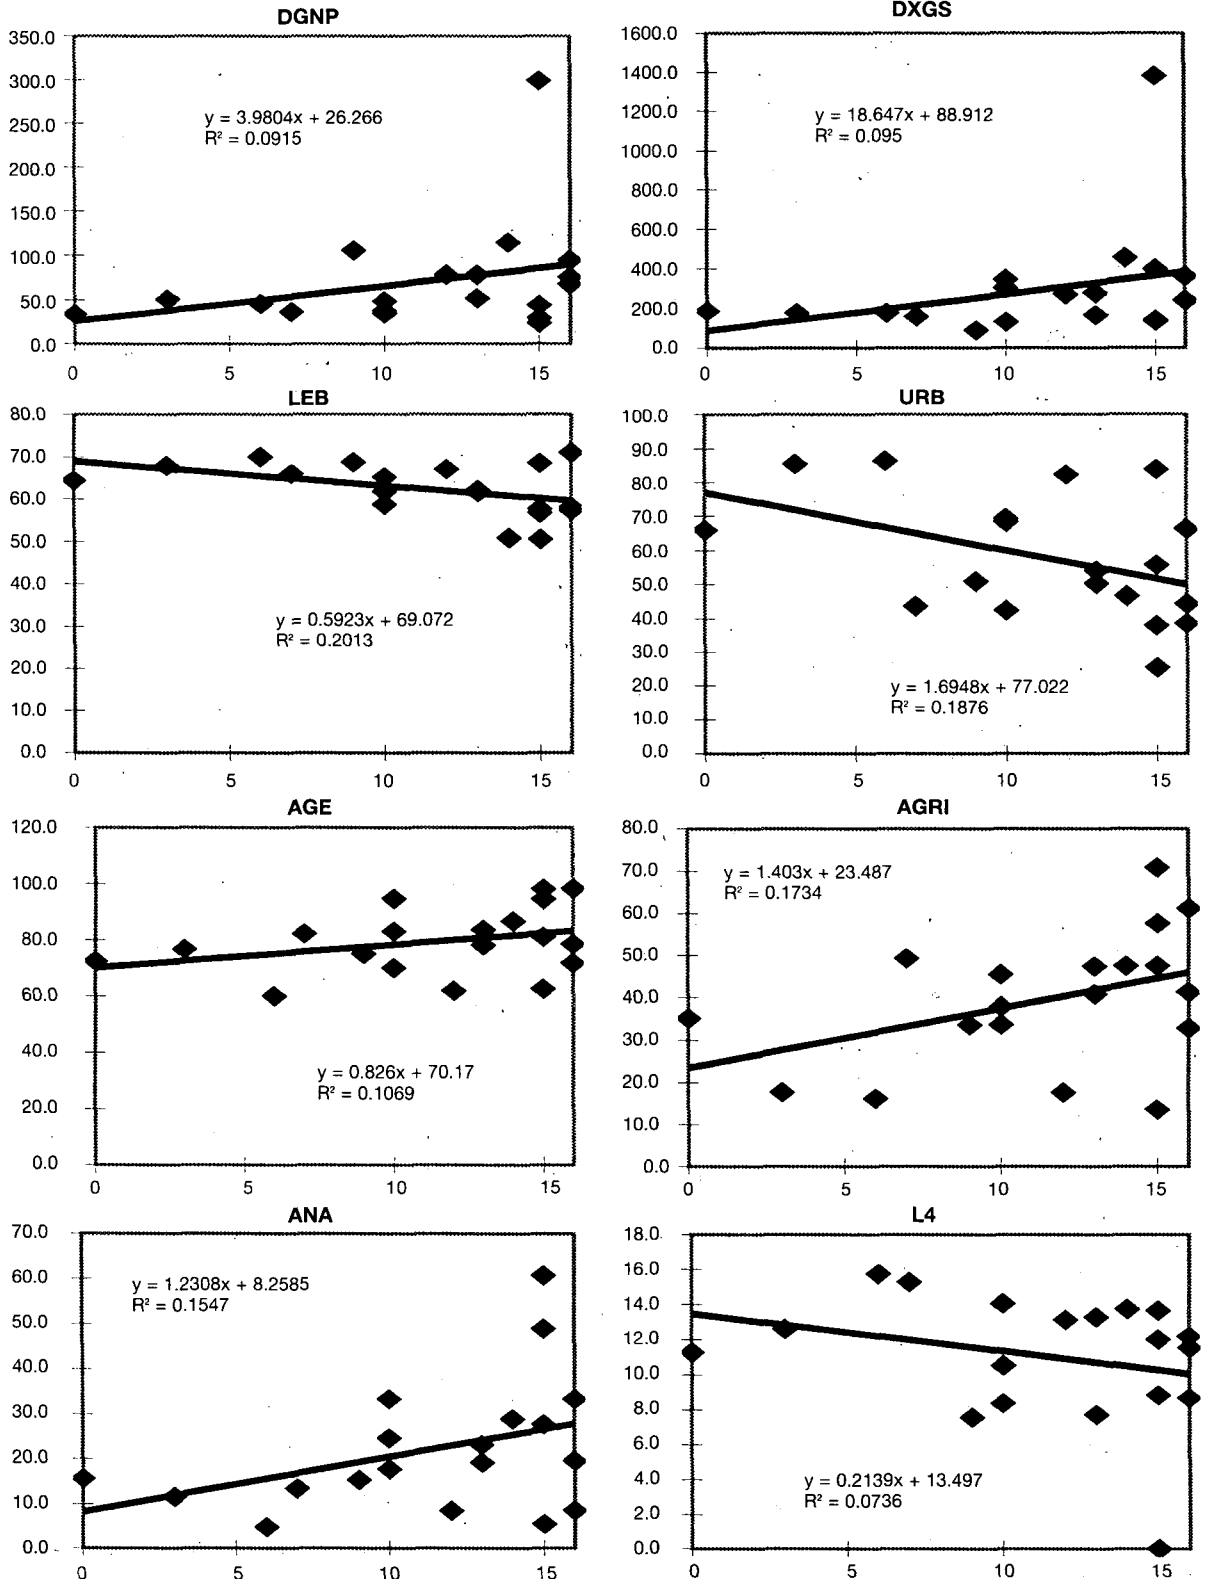 DGNP
350.0
300.0
250.0
200.0
150.0
100.0
50.0
0.0
y = 3.9804x + 26.266
R² = 0.0915
0 5 10 15
DXGS
1600.0
1400.0
1200.0
1000.0
800.0
600.0
400.0
200.0
0.0
y = 18.647x + 88.912
R² = 0.095
0 5 10 15
LEB
80.0
70.0
60.0
50.0
40.0
30.0
20.0
10.0
0.0
y = 0.5923x + 69.072
R² = 0.2013
0 5 10 15
URB
100.0
90.0
80.0
70.0
60.0
50.0
40.0
30.0
20.0
10.0
0.0
y = 1.6948x + 77.022
R² = 0.1876
0 5 10 15
AGE
120.0
100.0
80.0
60.0
40.0
20.0
0.0
y = 0.826x + 70.17
R² = 0.1069
0 5 10 15
AGRI
80.0
70.0
60.0
50.0
40.0
30.0
20.0
10.0
0.0
y = 1.403x + 23.487
R² = 0.1734
0 5 10 15
ANA
70.0
60.0
50.0
40.0
30.0
20.0
10.0
0.0
y = 1.2308x + 8.2585
R² = 0.1547
0 5 10 15
L4
18.0
16.0
14.0
12.0
10.0
8.0
6.0
4.0
2.0
0.0
y = 0.2139x + 13.497
R² = 0.0736
0 5 10 15